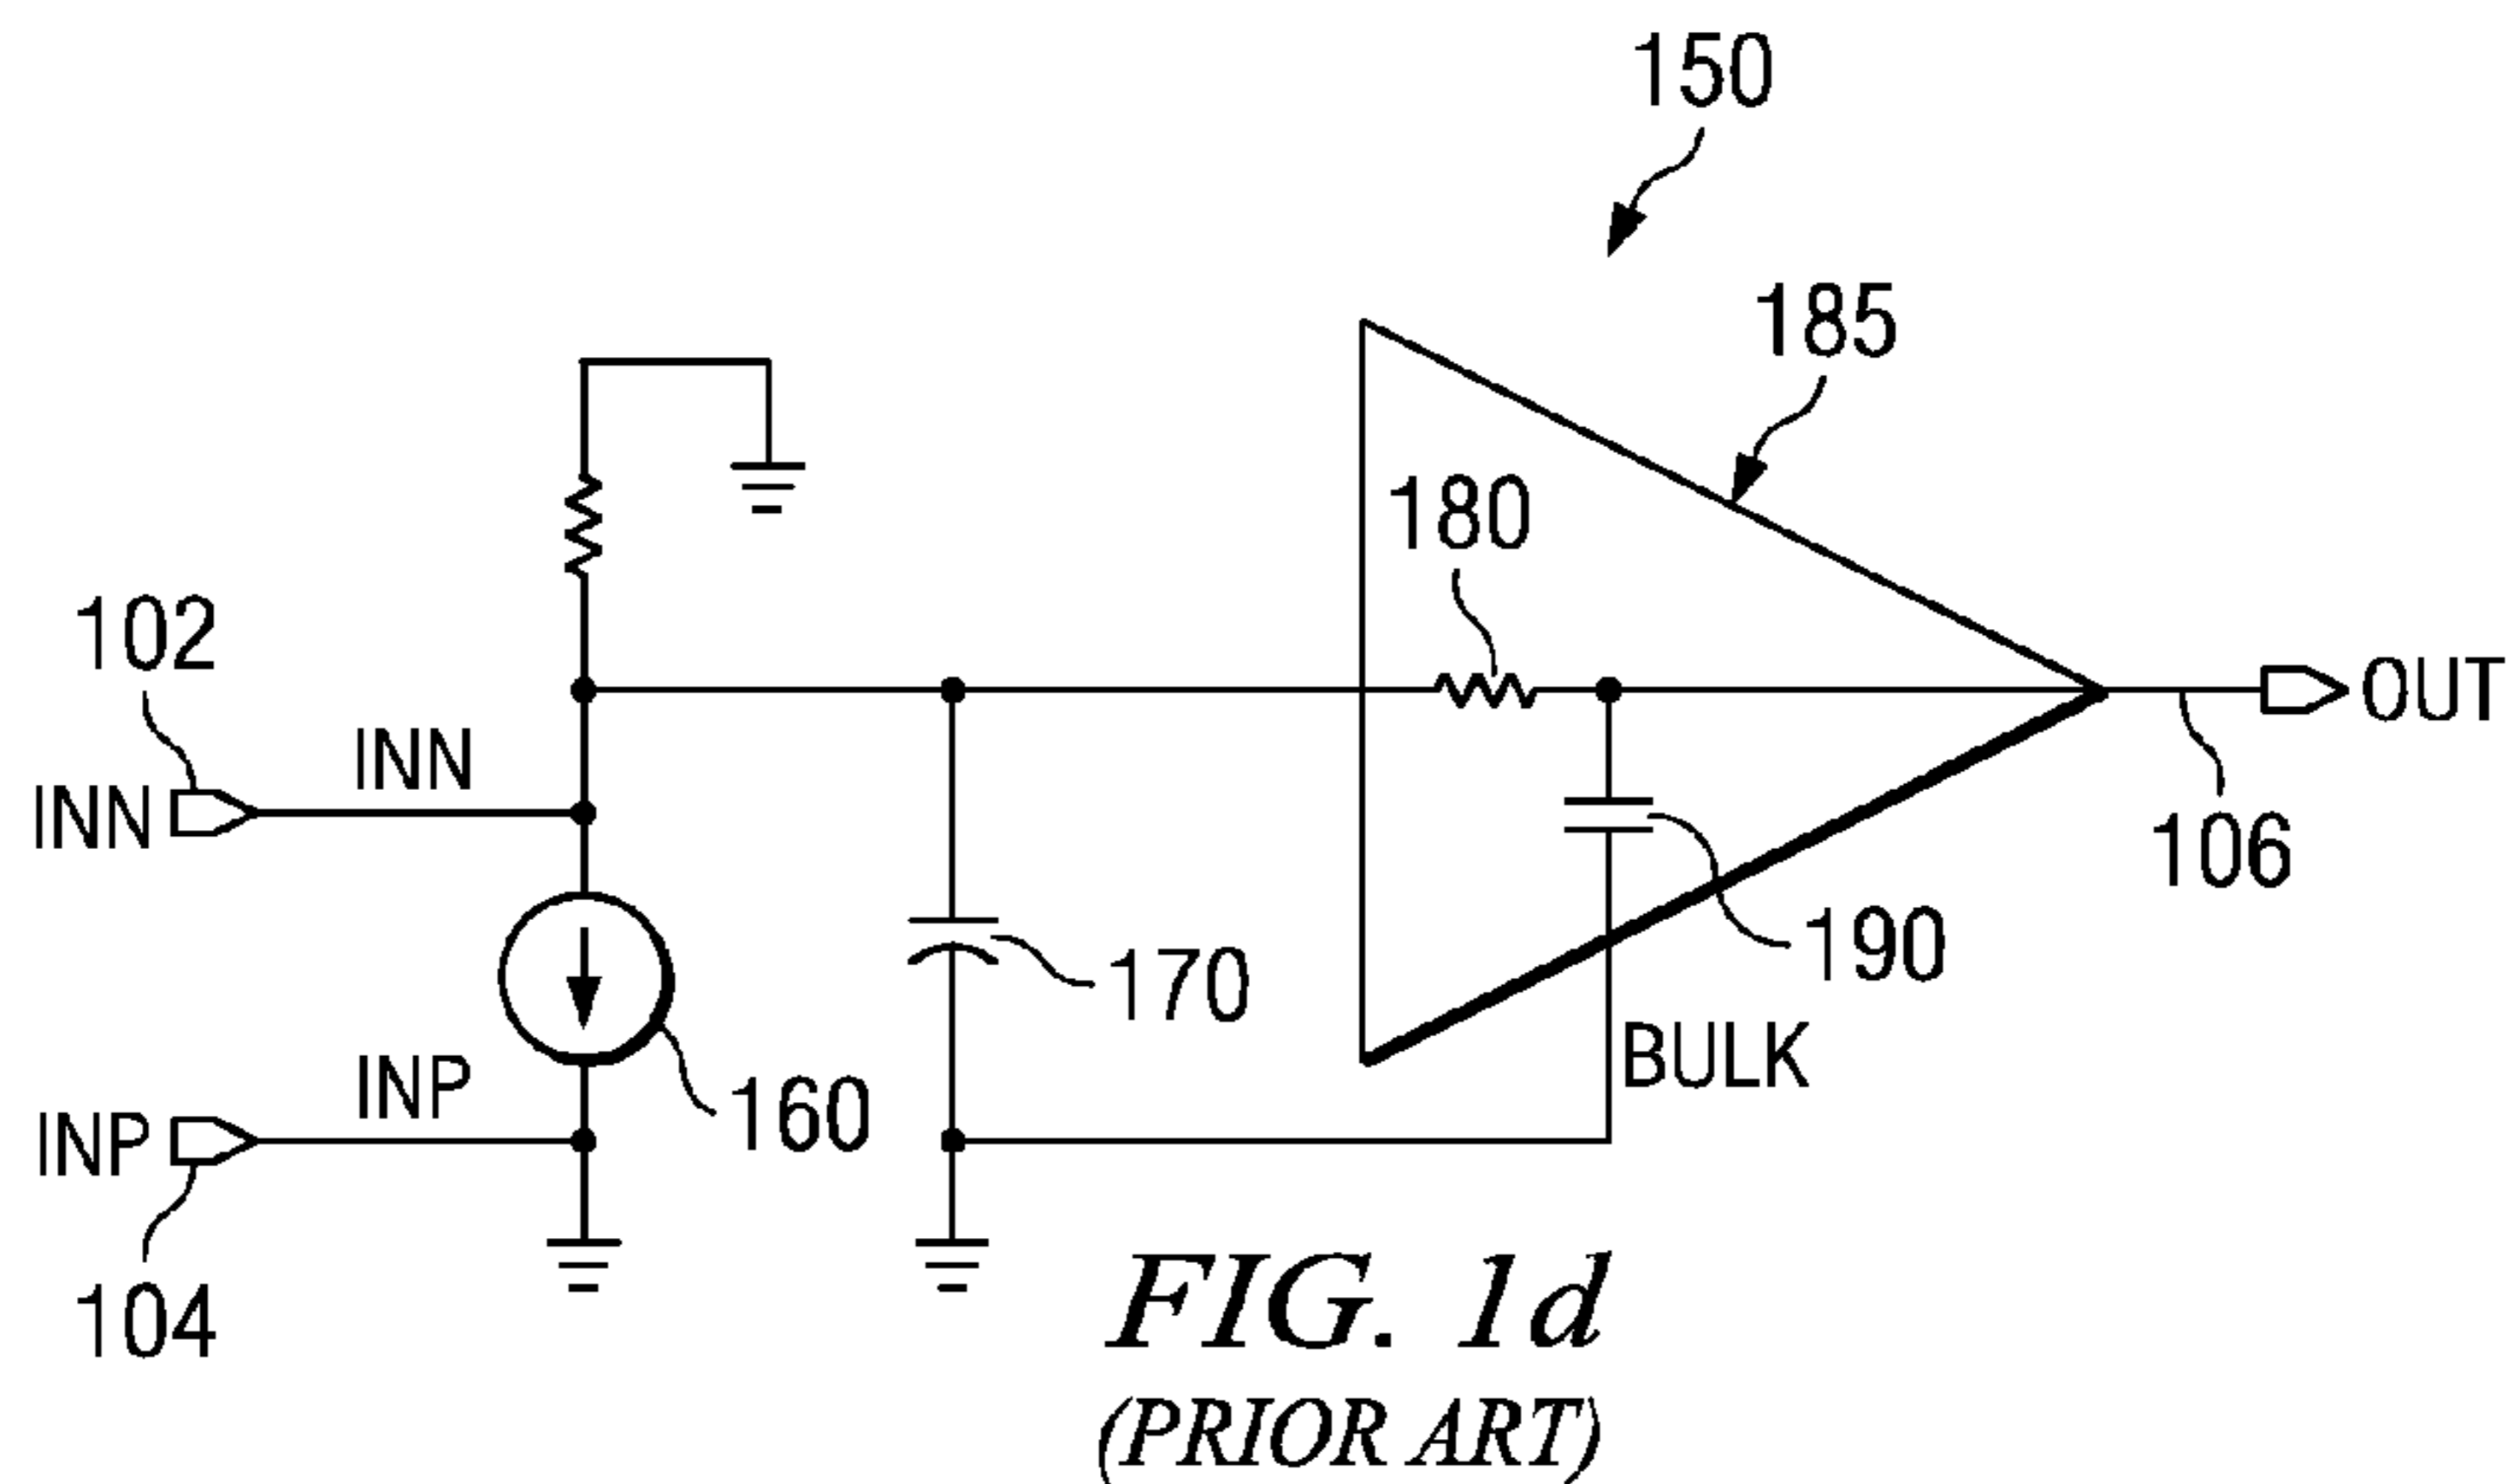 150
185
180
102
INN
INN
OUT
106
190
170
BULK
INP
INP
160
104
FIG. 1d
(PRIOR ART)